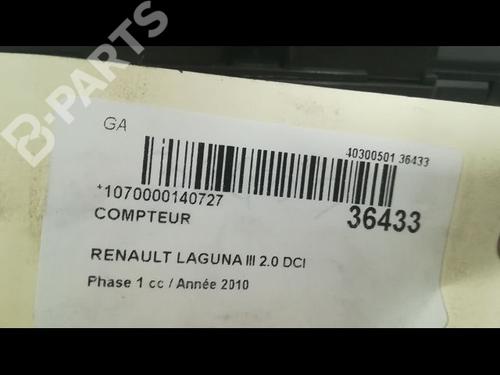 B-PARTS
GA
40300501 36433
*1070000140727
COMPTEUR
36433
RENAULT LAGUNA III 2.0 DCI
Phase 1 cc / Année 2010